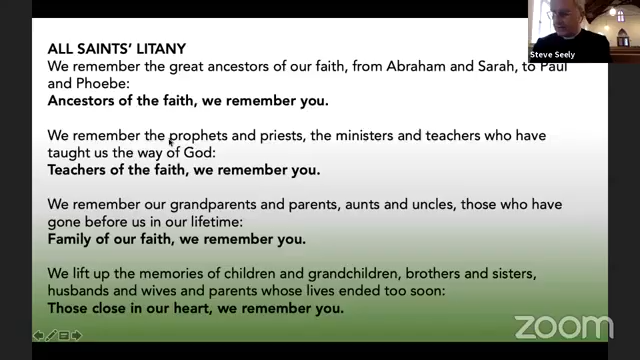 Steve Seely
ALL SAINTS' LITANY
We remember the great ancestors of our faith, from Abraham and Sarah, to Paul
and Phoebe:
Ancestors of the faith, we remember you.
We remember the prophets and priests, the ministers and teachers who have
taught us the way of God:
Teachers of the faith, we remember you.
We remember our grandparents and parents, aunts and uncles, those who have
gone before us in our lifetime:
Family of our faith, we remember you.
We lift up the memories of children and grandchildren, brothers and sisters,
husbands and wives and parents whose lives ended too soon:
Those close in our heart, we remember you.
zoom